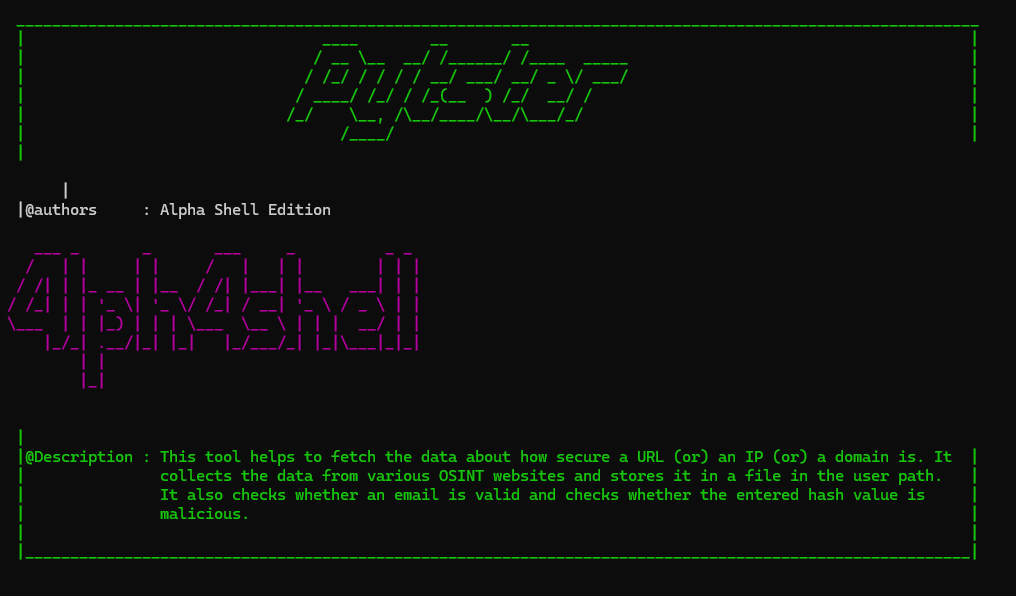 Pytster
|@authors : Alpha Shell Edition
4lph4shell
|@Description : This tool helps to fetch the data about how secure a URL (or) an IP (or) a domain is. It
collects the data from various OSINT websites and stores it in a file in the user path.
It also checks whether an email is valid and checks whether the entered hash value is
malicious.